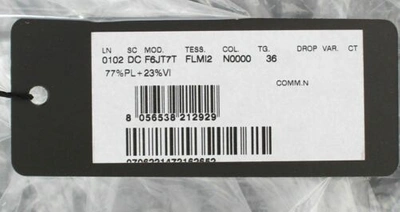 LN SC MOD. TESS. COL. TG. DROP VAR. CT
0102 DC F6JT7T FLMI2 N0000 36
77%PL+23%VI
COMM.N
8 056538 212929